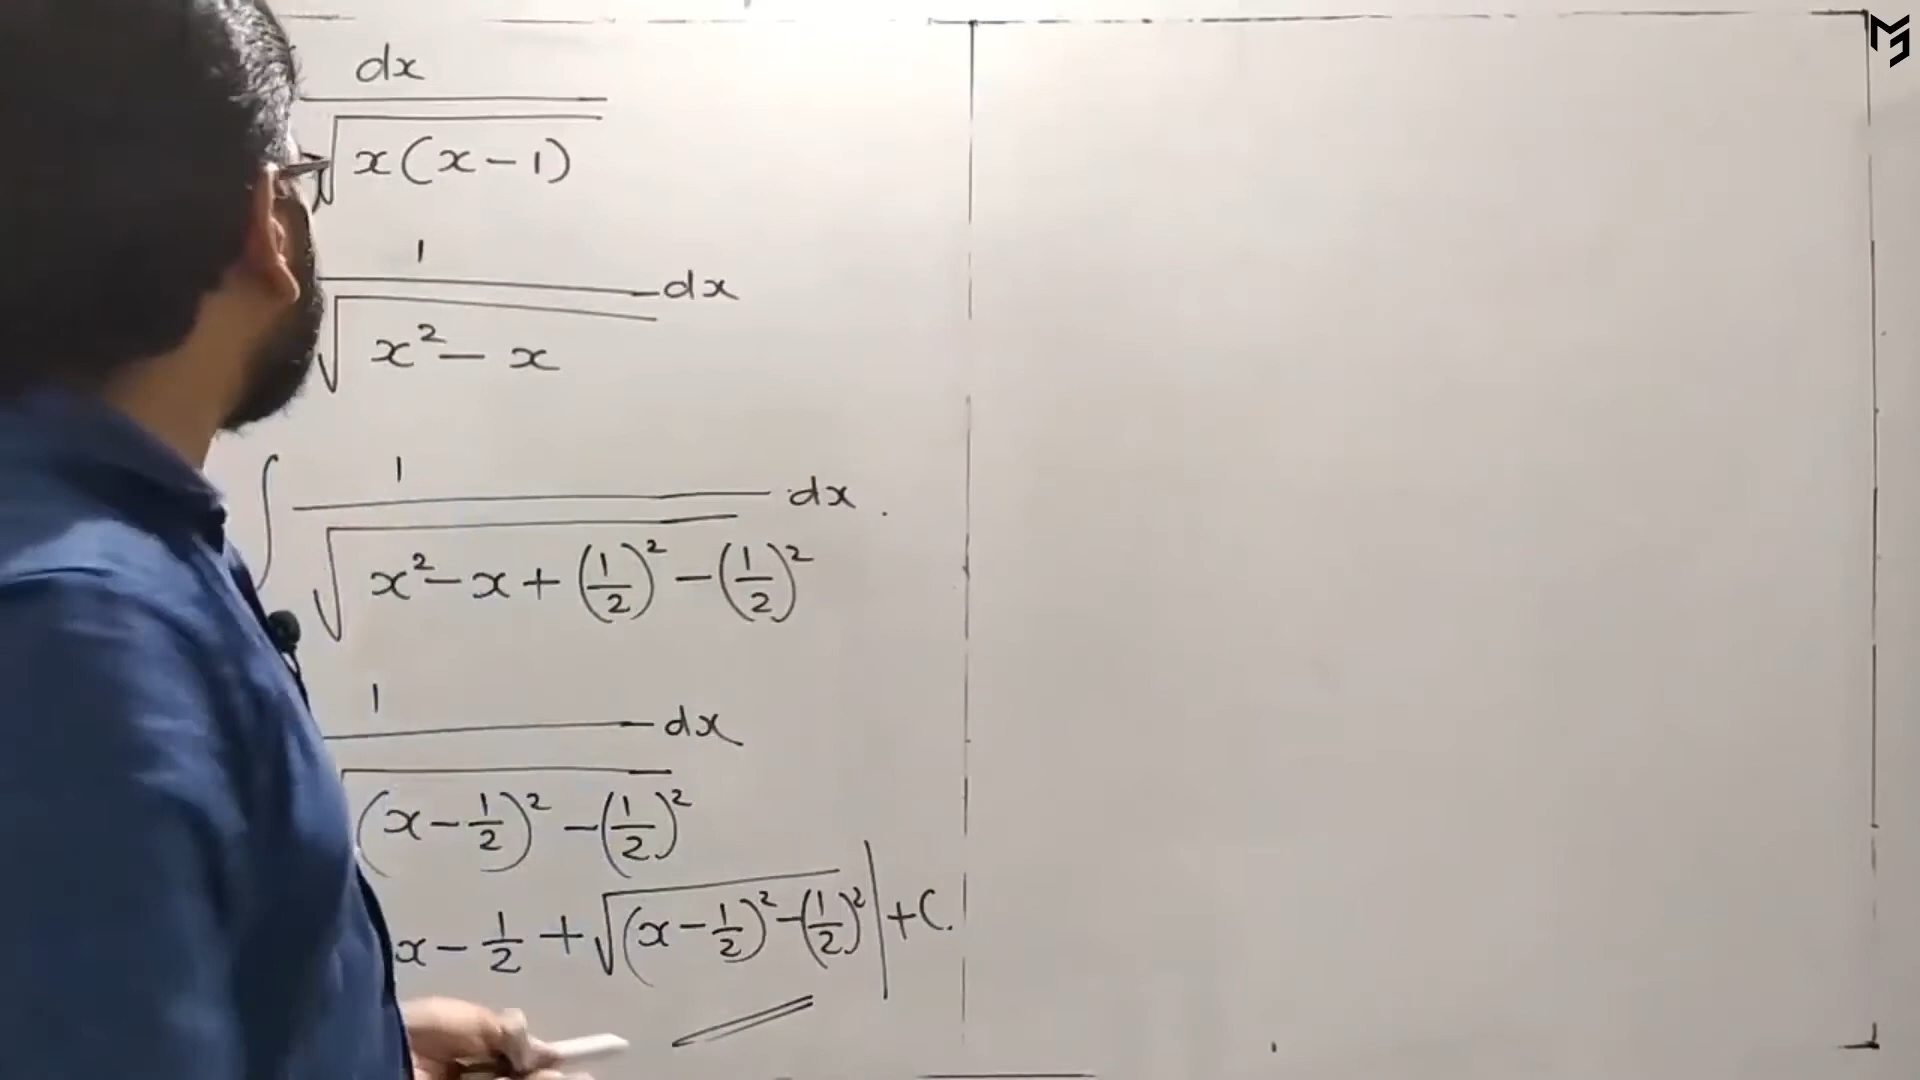 dx
√x(x-1)
1
dx
√x²- x
∫ 1 dx.
√x²- x + (1/2)² - (1/2)²
1
dx
(x - 1/2)² - (1/2)²
x - 1/2 + √(x - 1/2)² - (1/2)² | + C.
MJ